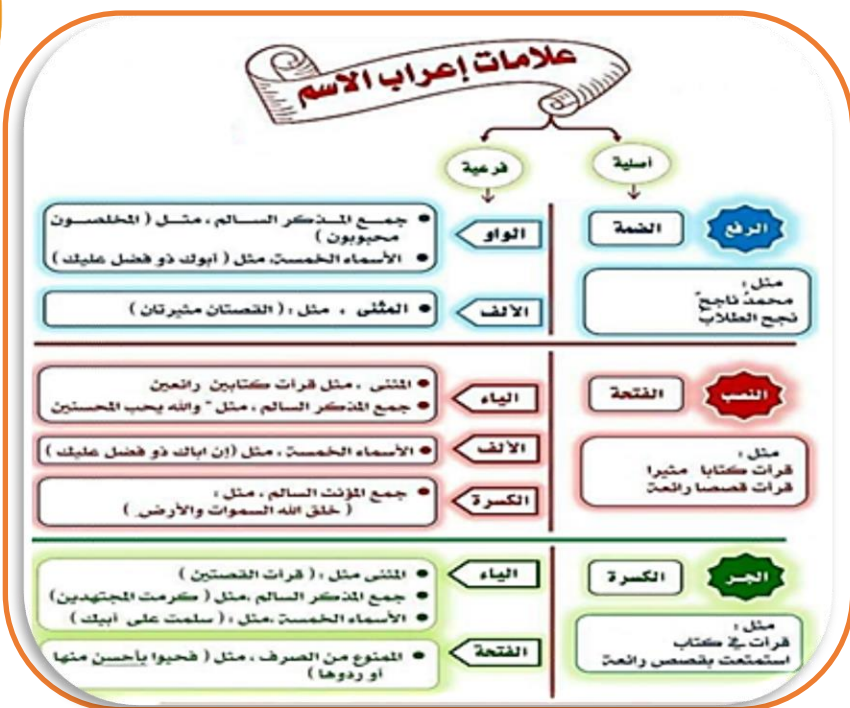 علامات إعراب الاسم
أصلية
فرعية
الرفع
الضمة
مثل :
محمدٌ ناجحٌ
نجح الطلاب
الواو
جمع المذكر السالم ، مثل ( المخلصون
محبوبون )
الأسماء الخمسة، مثل ( أبوك ذو فضل عليك )
الألف
المثنى ، مثل : ( القصتان مثيرتان )
النصب
الفتحة
مثل :
قرأت كتابا مثيرا
قرأت قصصا رائعة
الياء
المثنى ، مثل قرأت كتابين رائعين
جمع المذكر السالم ، مثل " والله يحب المحسنين
الألف
الأسماء الخمسة ، مثل (إن اباك ذو فضل عليك )
الكسرة
جمع المؤنث السالم ، مثل :
( خلق الله السموات والأرض )
الجر
الكسرة
مثل :
قرأت في كتاب
استمتعت بقصص رائعة
الياء
المثنى مثل : ( قرأت القصتين )
جمع المذكر السالم ،مثل ( كرمت المجتهدين)
الأسماء الخمسة ،مثل : ( سلمت على أبيك )
الفتحة
الممنوع من الصرف ، مثل ( فحيوا بأحسن منها
أو ردوها )